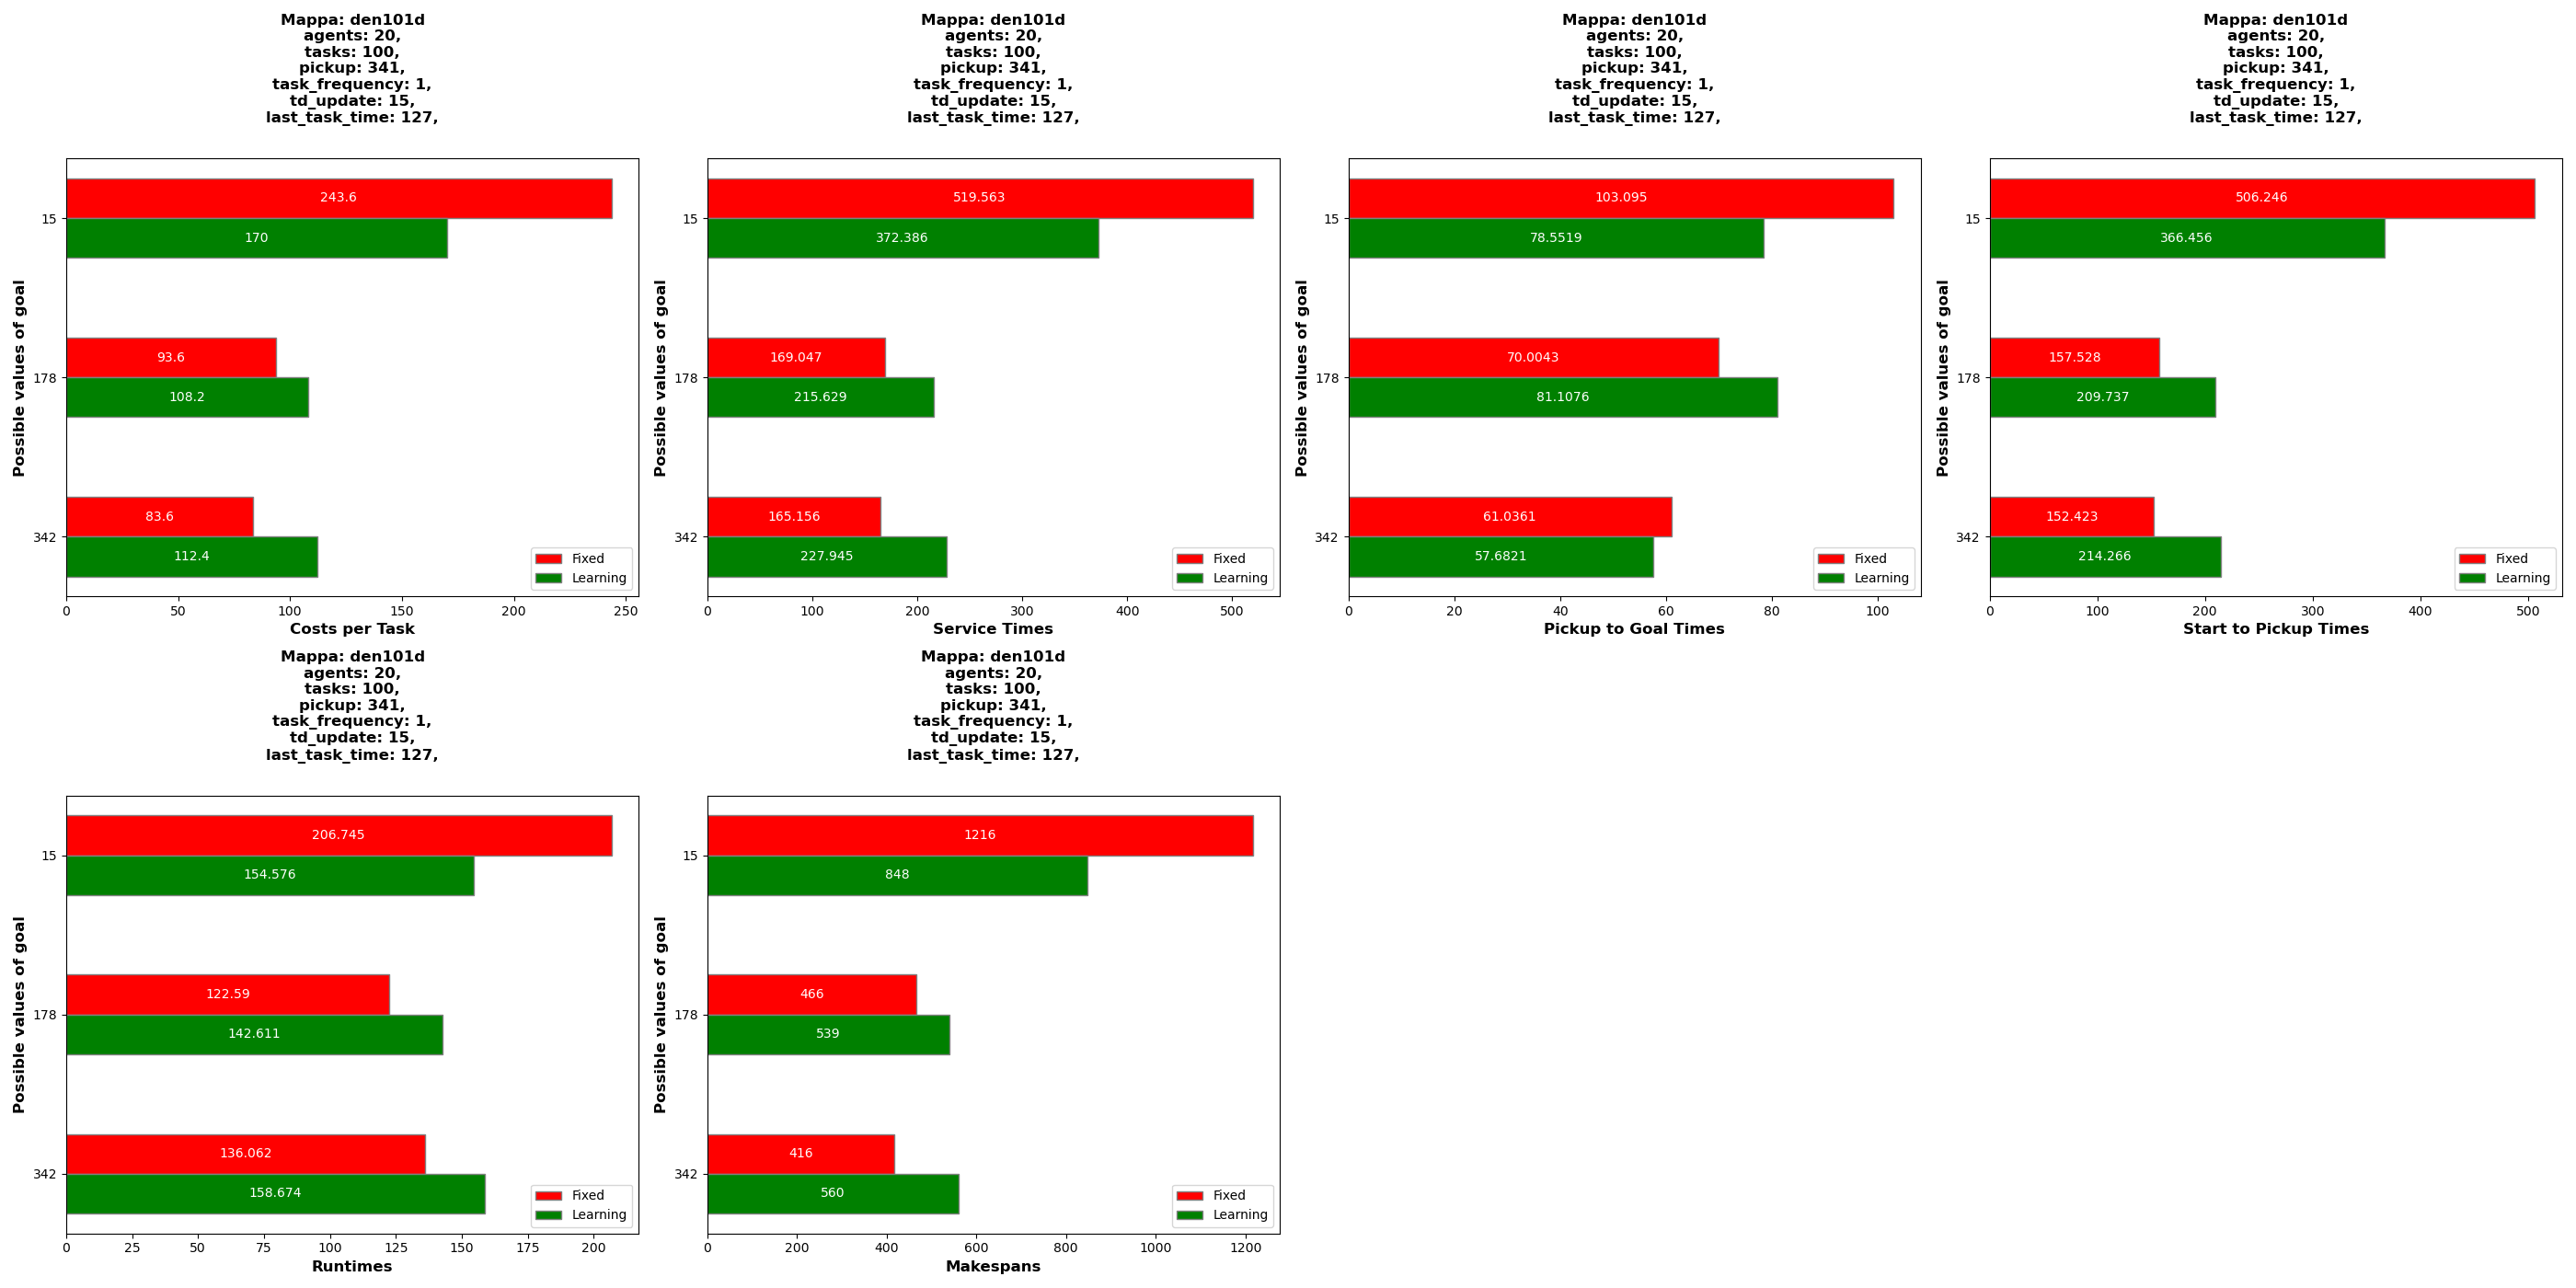 Mappa: den101d
agents: 20,
tasks: 100,
pickup: 341,
task_frequency: 1,
td_update: 15,
last_task_time: 127,
Possible values of goal
15
178
342
243.6
170
93.6
108.2
83.6
112.4
Fixed
Learning
0 50 100 150 200 250
Costs per Task
Mappa: den101d
agents: 20,
tasks: 100,
pickup: 341,
task_frequency: 1,
td_update: 15,
last_task_time: 127,
Possible values of goal
15
178
342
519.563
372.386
169.047
215.629
165.156
227.945
Fixed
Learning
0 100 200 300 400 500
Service Times
Mappa: den101d
agents: 20,
tasks: 100,
pickup: 341,
task_frequency: 1,
td_update: 15,
last_task_time: 127,
Possible values of goal
15
178
342
103.095
78.5519
70.0043
81.1076
61.0361
57.6821
Fixed
Learning
0 20 40 60 80 100
Pickup to Goal Times
Mappa: den101d
agents: 20,
tasks: 100,
pickup: 341,
task_frequency: 1,
td_update: 15,
last_task_time: 127,
Possible values of goal
15
178
342
506.246
366.456
157.528
209.737
152.423
214.266
Fixed
Learning
0 100 200 300 400 500
Start to Pickup Times
Mappa: den101d
agents: 20,
tasks: 100,
pickup: 341,
task_frequency: 1,
td_update: 15,
last_task_time: 127,
Possible values of goal
15
178
342
206.745
154.576
122.59
142.611
136.062
158.674
Fixed
Learning
0 25 50 75 100 125 150 175 200
Runtimes
Mappa: den101d
agents: 20,
tasks: 100,
pickup: 341,
task_frequency: 1,
td_update: 15,
last_task_time: 127,
Possible values of goal
15
178
342
1216
848
466
539
416
560
Fixed
Learning
0 200 400 600 800 1000 1200
Makespans